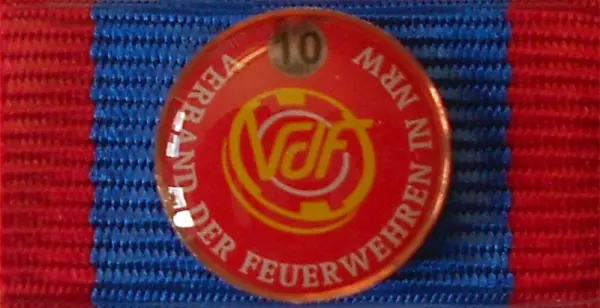 10
VERBAND DER FEUERWEHREN IN NRW
VdF